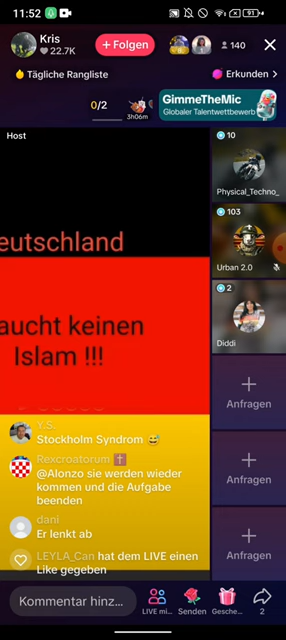 11:52
91
Kris
22.7K
+ Folgen
140
Tägliche Rangliste
Erkunden >
0/2
3h06m
GimmeTheMic
Globaler Talentwettbewerb
Host
10
Physical_Techno_
eutschland
103
Urban 2.0
aucht keinen
Islam !!!
2
Diddi
Anfragen
Y.S.
Stockholm Syndrom 😅
Rexcroatorum ✝️
@Alonzo sie werden wieder
kommen und die Aufgabe
beenden
Anfragen
dani
Er lenkt ab
LEYLA_Can hat dem LIVE einen
Like gegeben
Anfragen
Kommentar hinz...
LIVE mi...
Senden
Gesche...
2